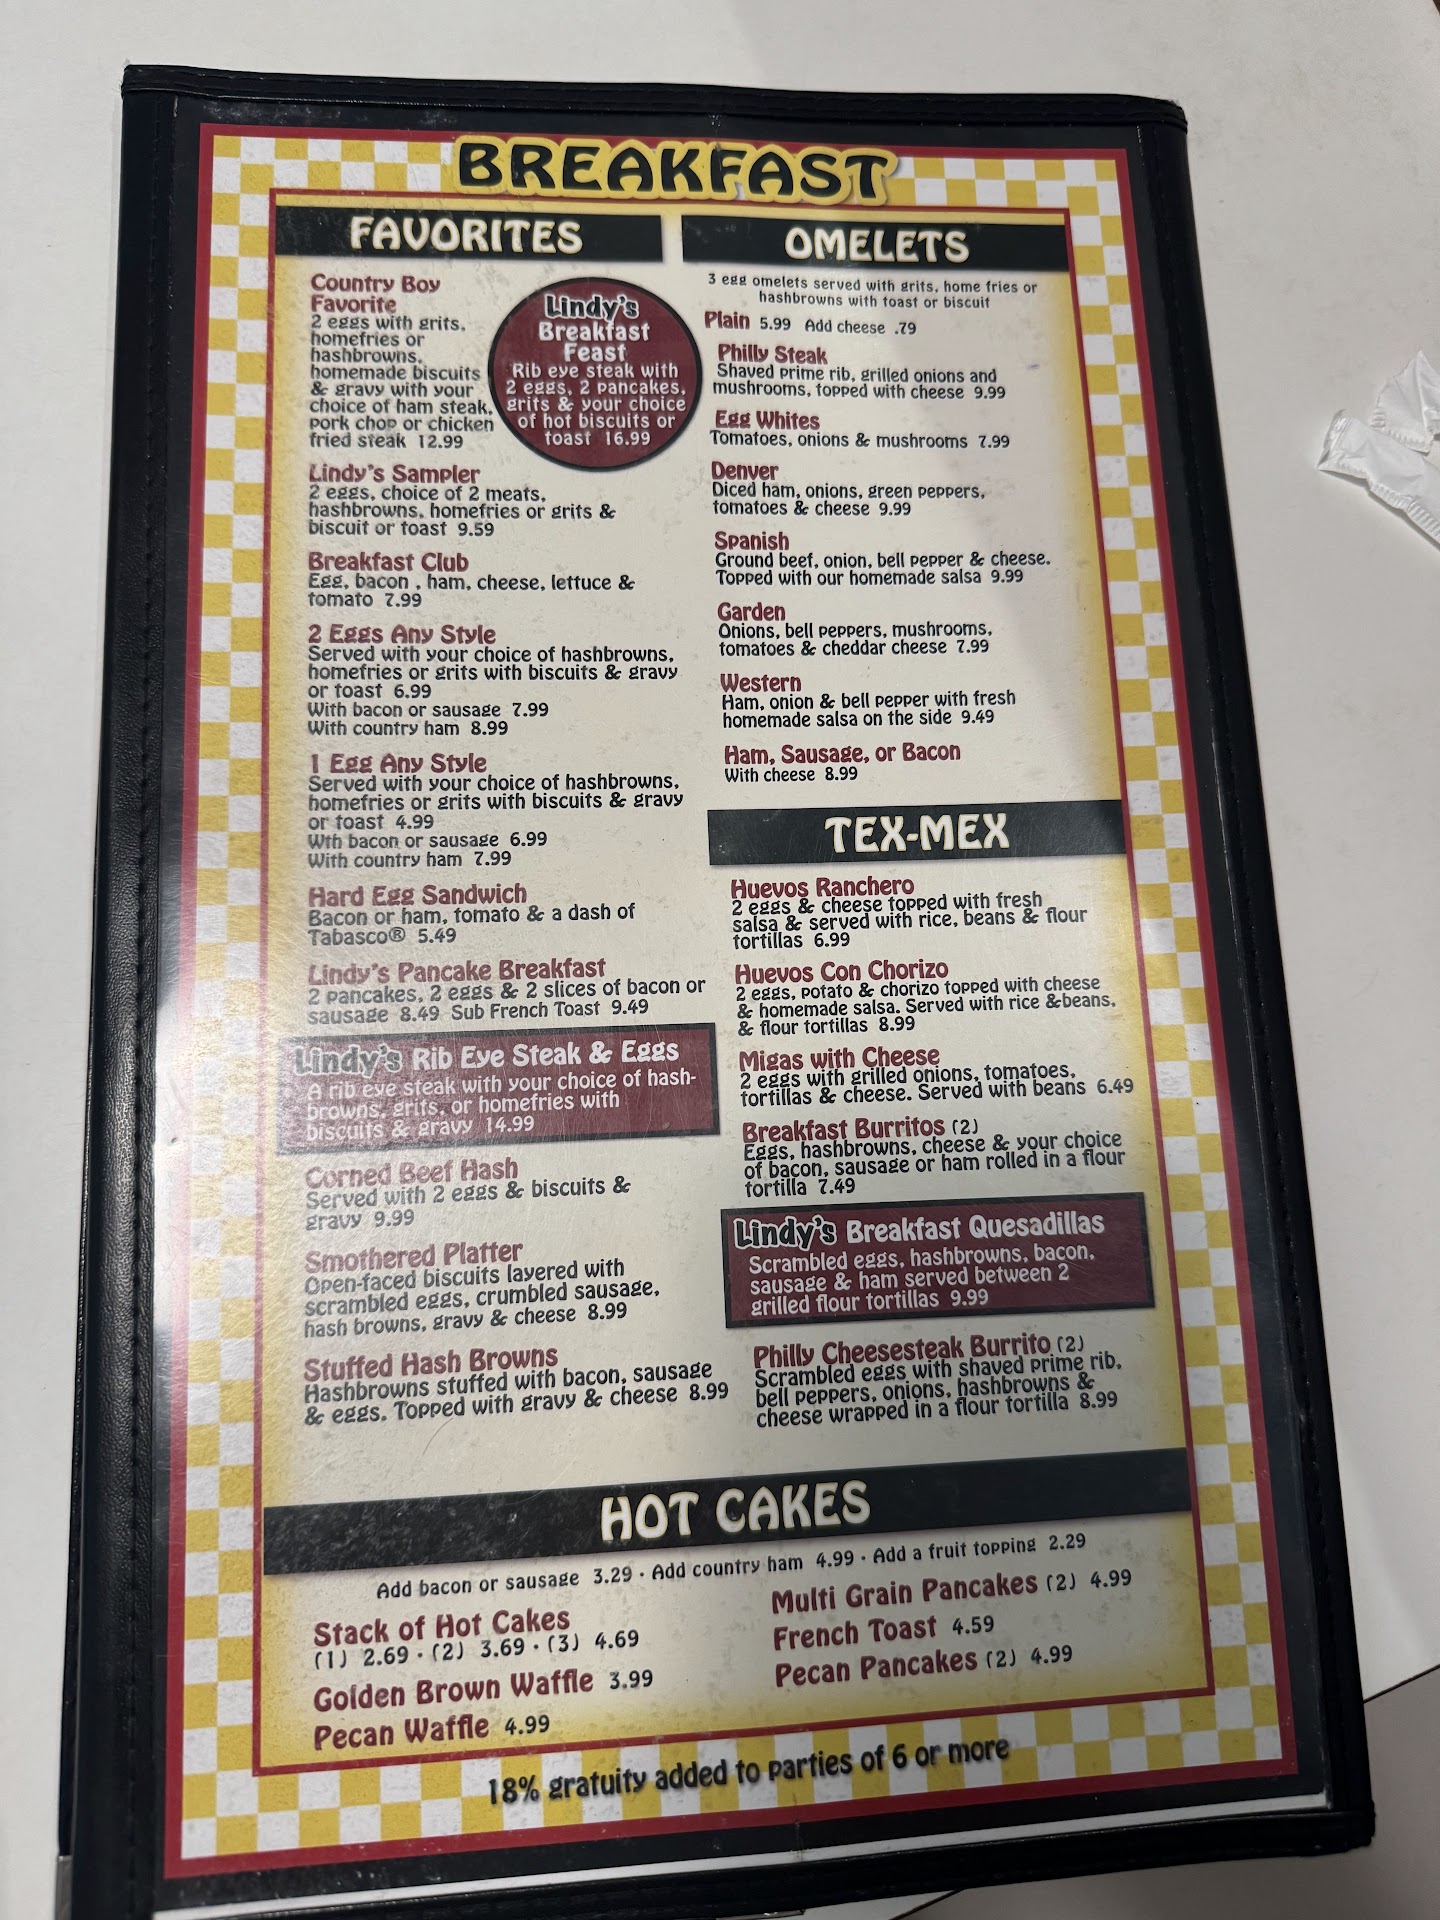 BREAKFAST
FAVORITES
Country Boy
Favorite
2 eggs with grits,
homefries or
hashbrowns,
homemade biscuits
& gravy with your
choice of ham steak,
pork chop or chicken
fried steak 12.99
Lindy's
Breakfast
Feast
Rib eye steak with
2 eggs, 2 pancakes,
grits & your choice
of hot biscuits or
toast 16.99
Lindy's Sampler
2 eggs, choice of 2 meats,
hashbrowns, homefries or grits &
biscuit or toast 9.59
Breakfast Club
Egg, bacon , ham, cheese, lettuce &
tomato 7.99
2 Eggs Any Style
Served with your choice of hashbrowns,
homefries or grits with biscuits & gravy
or toast 6.99
With bacon or sausage 7.99
With country ham 8.99
1 Egg Any Style
Served with your choice of hashbrowns,
homefries or grits with biscuits & gravy
or toast 4.99
Wth bacon or sausage 6.99
With country ham 7.99
Hard Egg Sandwich
Bacon or ham, tomato & a dash of
Tabasco® 5.49
Lindy's Pancake Breakfast
2 pancakes, 2 eggs & 2 slices of bacon or
sausage 8.49 Sub French Toast 9.49
Lindy's Rib Eye Steak & Eggs
A rib eye steak with your choice of hash-
browns, grits, or homefries with
biscuits & gravy 14.99
Corned Beef Hash
Served with 2 eggs & biscuits &
gravy 9.99
Smothered Platter
Open-faced biscuits layered with
scrambled eggs, crumbled sausage,
hash browns, gravy & cheese 8.99
Stuffed Hash Browns
Hashbrowns stuffed with bacon, sausage
& eggs. Topped with gravy & cheese 8.99
OMELETS
3 egg omelets served with grits, home fries or
hashbrowns with toast or biscuit
Plain 5.99 Add cheese .79
Philly Steak
Shaved prime rib, grilled onions and
mushrooms, topped with cheese 9.99
Egg Whites
Tomatoes, onions & mushrooms 7.99
Denver
Diced ham, onions, green peppers,
tomatoes & cheese 9.99
Spanish
Ground beef, onion, bell pepper & cheese.
Topped with our homemade salsa 9.99
Garden
Onions, bell peppers, mushrooms,
tomatoes & cheddar cheese 7.99
Western
Ham, onion & bell pepper with fresh
homemade salsa on the side 9.49
Ham, Sausage, or Bacon
With cheese 8.99
TEX-MEX
Huevos Ranchero
2 eggs & cheese topped with fresh
salsa & served with rice, beans & flour
tortillas 6.99
Huevos Con Chorizo
2 eggs, potato & chorizo topped with cheese
& homemade salsa. Served with rice &beans,
& flour tortillas 8.99
Migas with Cheese
2 eggs with grilled onions, tomatoes,
tortillas & cheese. Served with beans 6.49
Breakfast Burritos (2)
Eggs, hashbrowns, cheese & your choice
of bacon, sausage or ham rolled in a flour
tortilla 7.49
Lindy's Breakfast Quesadillas
Scrambled eggs, hashbrowns, bacon,
sausage & ham served between 2
grilled flour tortillas 9.99
Philly Cheesesteak Burrito (2)
Scrambled eggs with shaved prime rib,
bell peppers, onions, hashbrowns &
cheese wrapped in a flour tortilla 8.99
HOT CAKES
Add bacon or sausage 3.29 · Add country ham 4.99 · Add a fruit topping 2.29
Stack of Hot Cakes
(1) 2.69 · (2) 3.69 · (3) 4.69
Golden Brown Waffle 3.99
Pecan Waffle 4.99
Multi Grain Pancakes (2) 4.99
French Toast 4.59
Pecan Pancakes (2) 4.99
18% gratuity added to parties of 6 or more